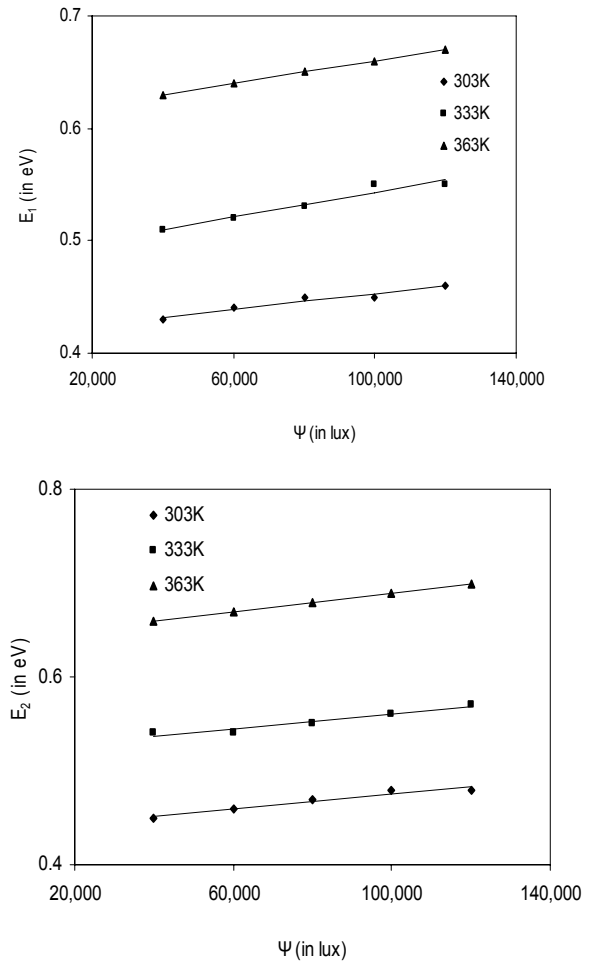 0.7
0.6
0.5
0.4
E1 (in eV)
303K
333K
363K
20,000 60,000 100,000 140,000
Ψ (in lux)
0.8
0.6
0.4
E2 (in eV)
303K
333K
363K
20,000 60,000 100,000 140,000
Ψ (in lux)